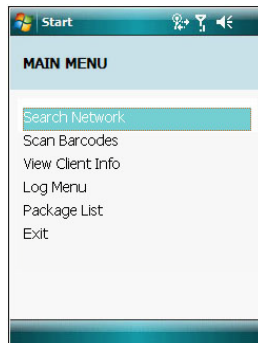 Start
MAIN MENU
Search Network
Scan Barcodes
View Client Info
Log Menu
Package List
Exit